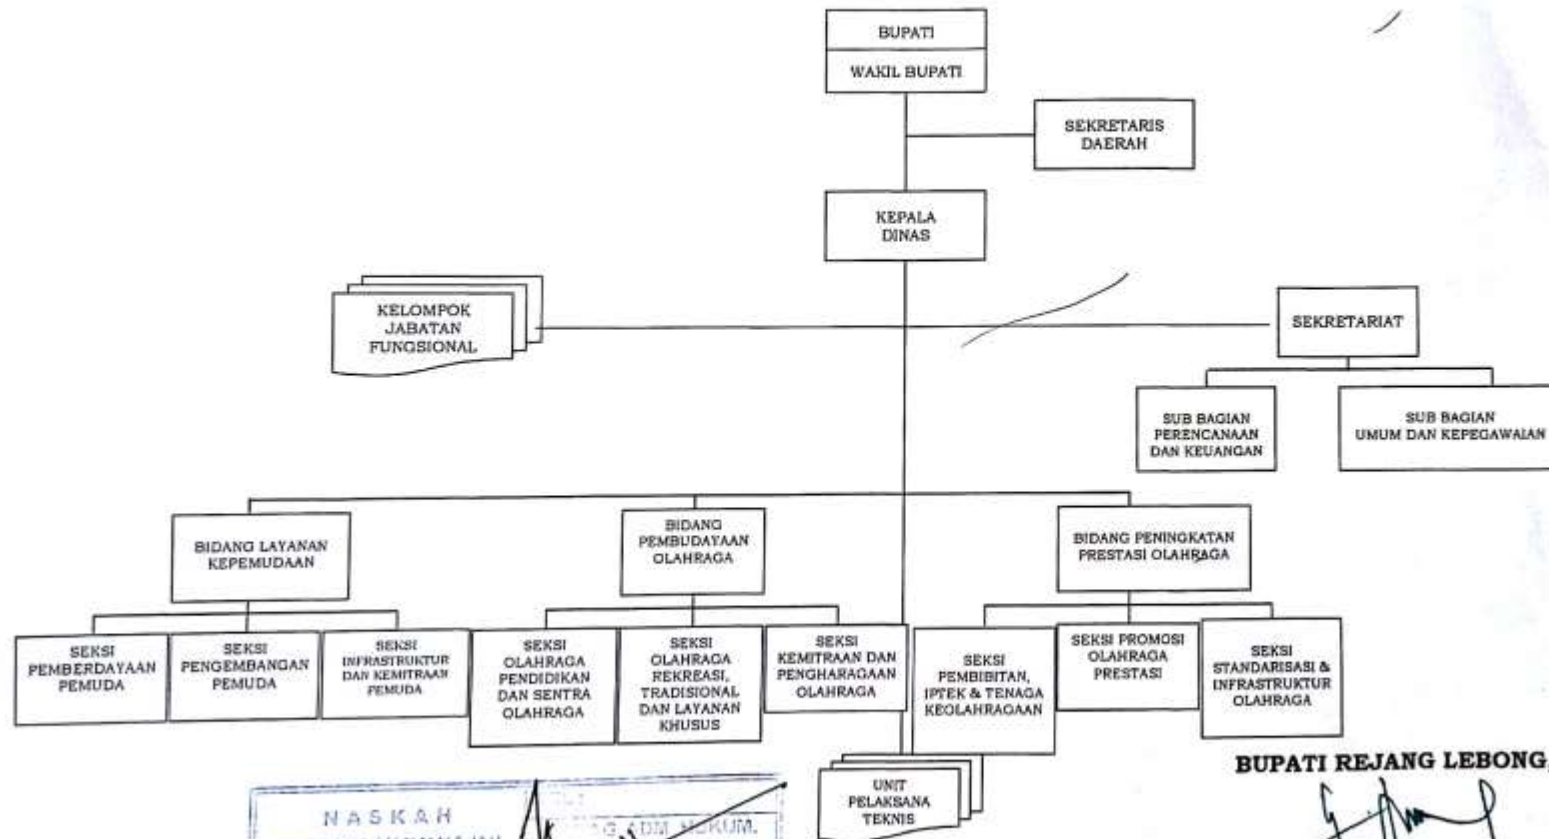 BUPATI
WAKIL BUPATI
SEKRETARIS
DAERAH
KEPALA
DINAS
KELOMPOK
JABATAN
FUNGSIONAL
SEKRETARIAT
SUB BAGIAN
PERENCANAAN
DAN KEUANGAN
SUB BAGIAN
UMUM DAN KEPEGAWAIAN
BIDANG LAYANAN
KEPEMUDAAN
BIDANG
PEMBUDAYAAN
OLAHRAGA
BIDANG PENINGKATAN
PRESTASI OLAHRAGA
SEKSI
PEMBERDAYAAN
PEMUDA
SEKSI
PENGEMBANGAN
PEMUDA
SEKSI
INFRASTRUKTUR
DAN KEMITRAAN
PEMUDA
SEKSI
OLAHRAGA
PENDIDIKAN
DAN SENTRA
OLAHRAGA
SEKSI
OLAHRAGA
REKREASI,
TRADISIONAL
DAN LAYANAN
KHUSUS
SEKSI
KEMITRAAN DAN
PENGHARAGAAN
OLAHRAGA
SEKSI
PEMBIBITAN,
IPTEK & TENAGA
KEOLAHRAGAAN
SEKSI PROMOSI
OLAHRAGA
PRESTASI
SEKSI
STANDARISASI &
INFRASTRUKTUR
OLAHRAGA
UNIT
PELAKSANA
TEKNIS
BUPATI REJANG LEBONG,
NASKAH
ADM HUKUM.